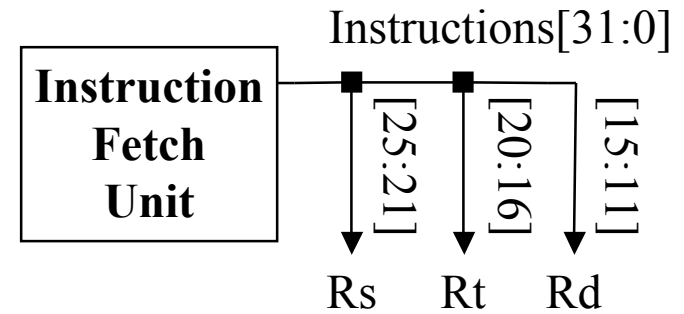 Instructions[31:0]
Instruction
Fetch
Unit
[25:21]
[20:16]
[15:11]
Rs
Rt
Rd